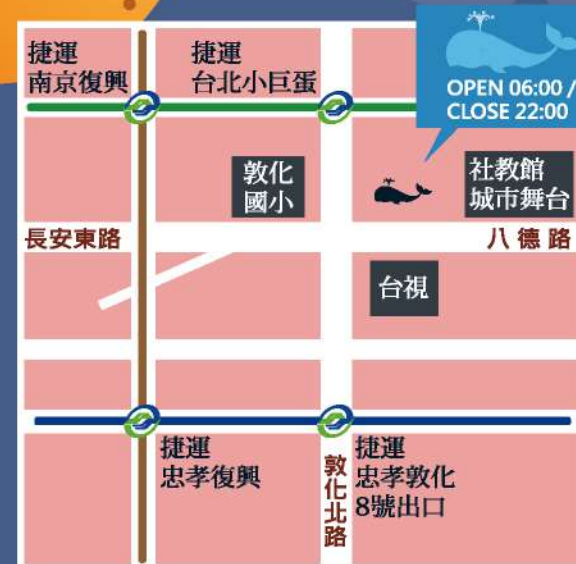 捷運
南京復興
捷運
台北小巨蛋
OPEN 06:00 /
CLOSE 22:00
敦化
國小
社教館
城市舞台
長安東路
八德路
台視
捷運
忠孝復興
敦化北路
捷運
忠孝敦化
8號出口